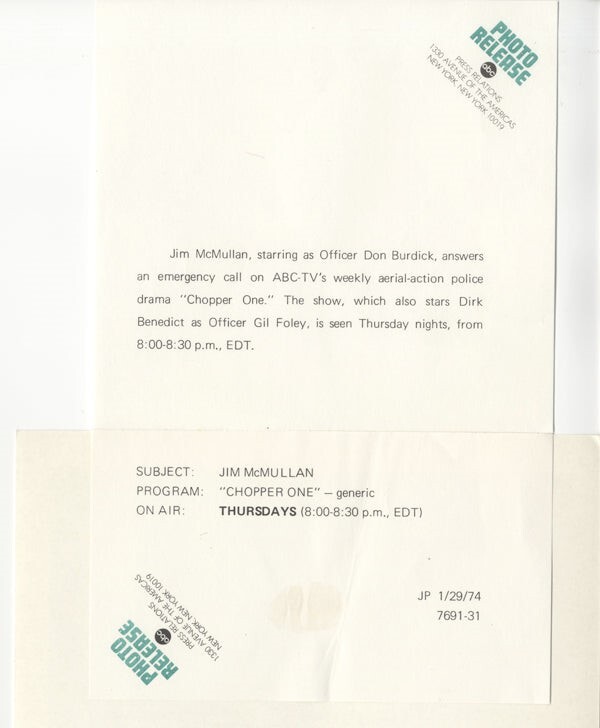 PHOTO
RELEASE
abc
PRESS RELATIONS
1330 AVENUE OF THE AMERICAS
NEW YORK, NEW YORK 10019
Jim McMullan, starring as Officer Don Burdick, answers
an emergency call on ABC-TV's weekly aerial-action police
drama "Chopper One." The show, which also stars Dirk
Benedict as Officer Gil Foley, is seen Thursday nights, from
8:00-8:30 p.m., EDT.
SUBJECT: JIM McMULLAN
PROGRAM: "CHOPPER ONE" – generic
ON AIR: THURSDAYS (8:00-8:30 p.m., EDT)
JP 1/29/74
7691-31
PHOTO
RELEASE
abc
PRESS RELATIONS
1330 AVENUE OF THE AMERICAS
NEW YORK, NEW YORK 10019